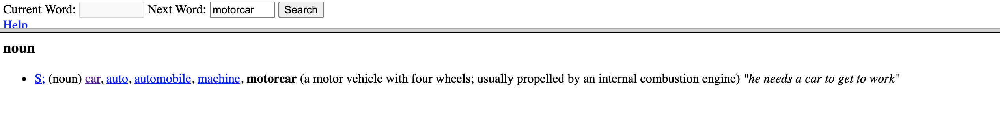 Current Word: Next Word: motorcar Search
Help
noun
• S; (noun) car, auto, automobile, machine, motorcar (a motor vehicle with four wheels; usually propelled by an internal combustion engine) "he needs a car to get to work"